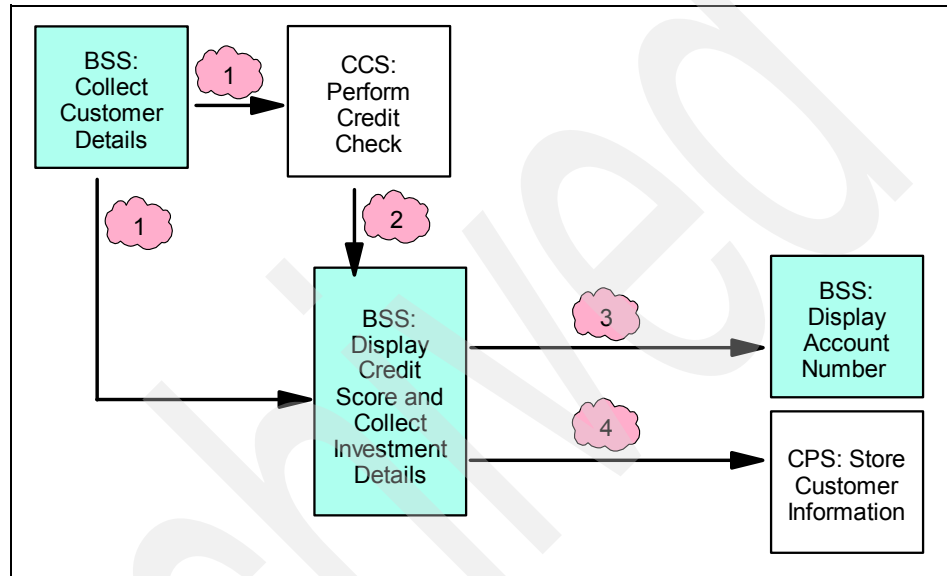 BSS:
Collect
Customer
Details
1
CCS:
Perform
Credit
Check
1
2
BSS:
Display
Credit
Score and
Collect
Investment
Details
3
BSS:
Display
Account
Number
4
CPS: Store
Customer
Information